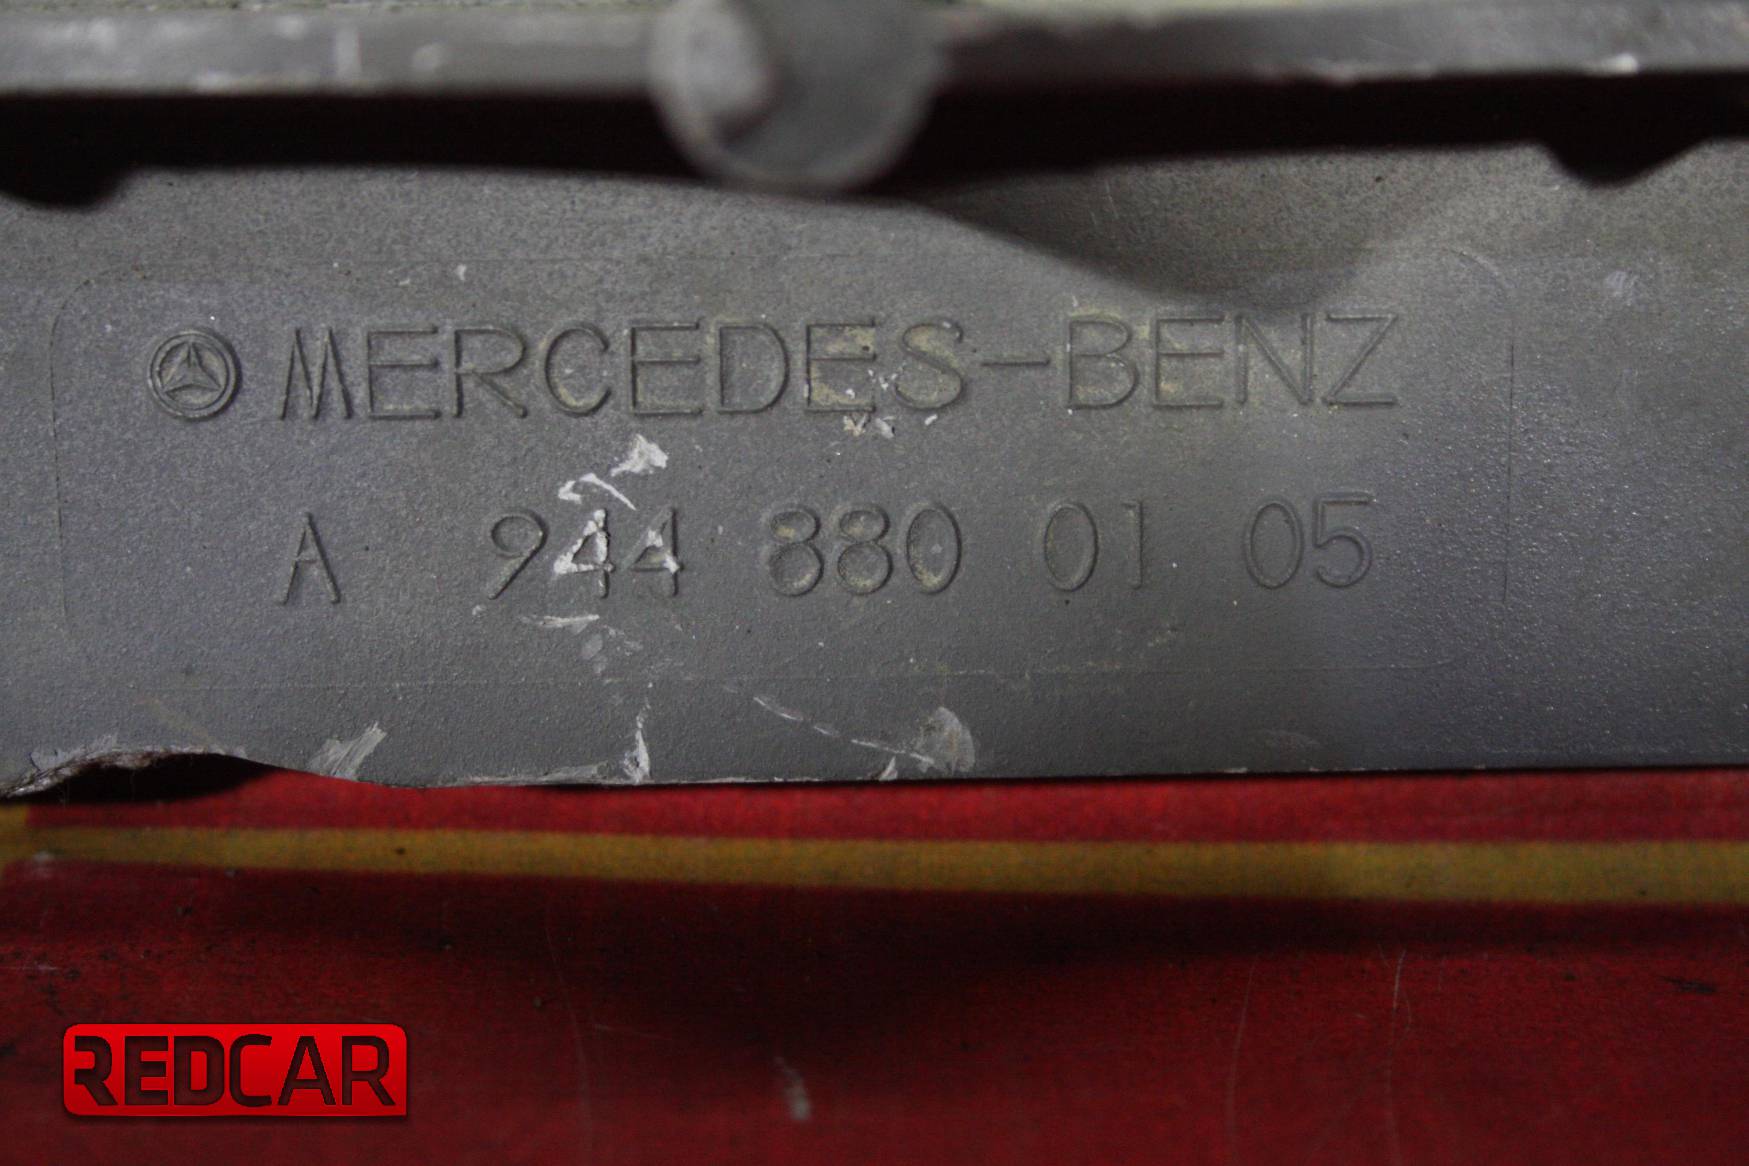 MERCEDES-BENZ
A 944 880 01 05
REDCAR